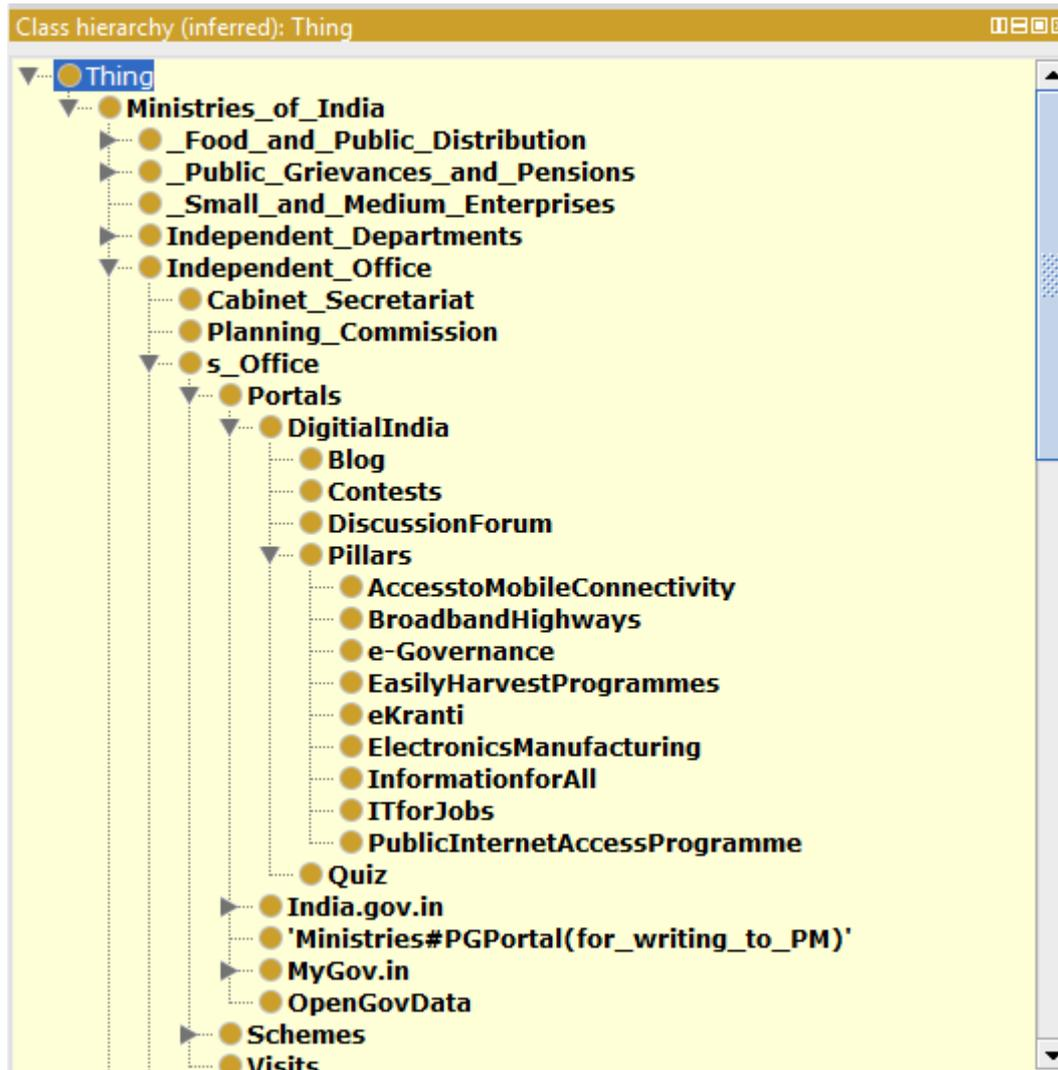 Class hierarchy (inferred): Thing
Thing
Ministries_of_India
_Food_and_Public_Distribution
_Public_Grievances_and_Pensions
_Small_and_Medium_Enterprises
Independent_Departments
Independent_Office
Cabinet_Secretariat
Planning_Commission
s_Office
Portals
DigitialIndia
Blog
Contests
DiscussionForum
Pillars
AccesstoMobileConnectivity
BroadbandHighways
e-Governance
EasilyHarvestProgrammes
eKranti
ElectronicsManufacturing
InformationforAll
ITforJobs
PublicInternetAccessProgramme
Quiz
India.gov.in
'Ministries#PGPortal(for_writing_to_PM)'
MyGov.in
OpenGovData
Schemes
Visits